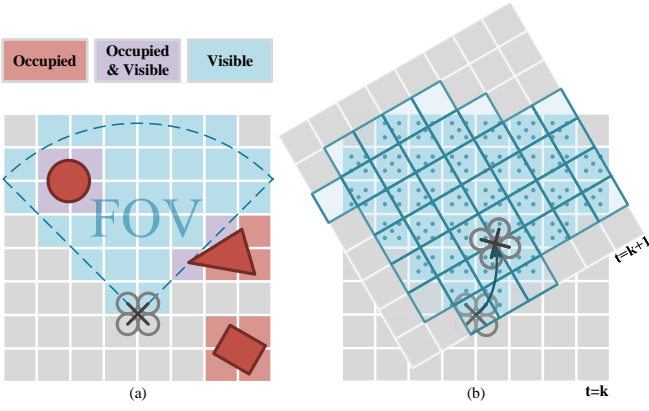 Occupied
Occupied
& Visible
Visible
FOV
t=k+1
(a)
(b)
t=k